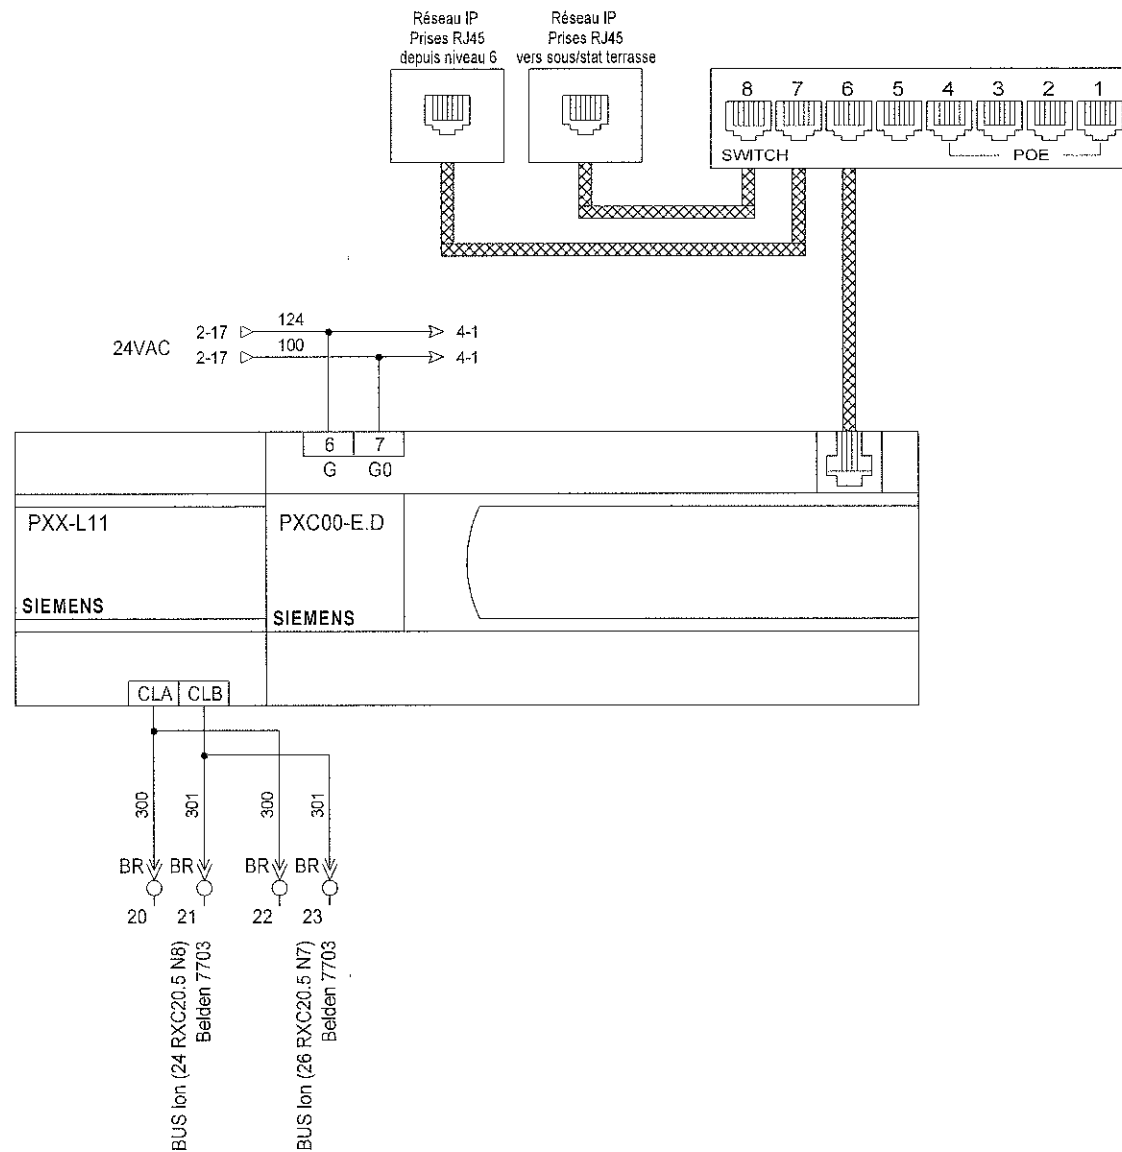 Réseau IP
Prises RJ45
depuis niveau 6
Réseau IP
Prises RJ45
vers sous/stat terrasse
8 7 6 5 4 3 2 1
SWITCH
POE
24VAC
2-17 124 4-1
2-17 100 4-1
6 7
G G0
PXX-L11
PXC00-E.D
SIEMENS
SIEMENS
CLA CLB
300 301 300 301
BR BR BR BR
20 21 22 23
BUS lon (24 RXC20.5 N8)
Belden 7703
BUS lon (26 RXC20.5 N7)
Belden 7703